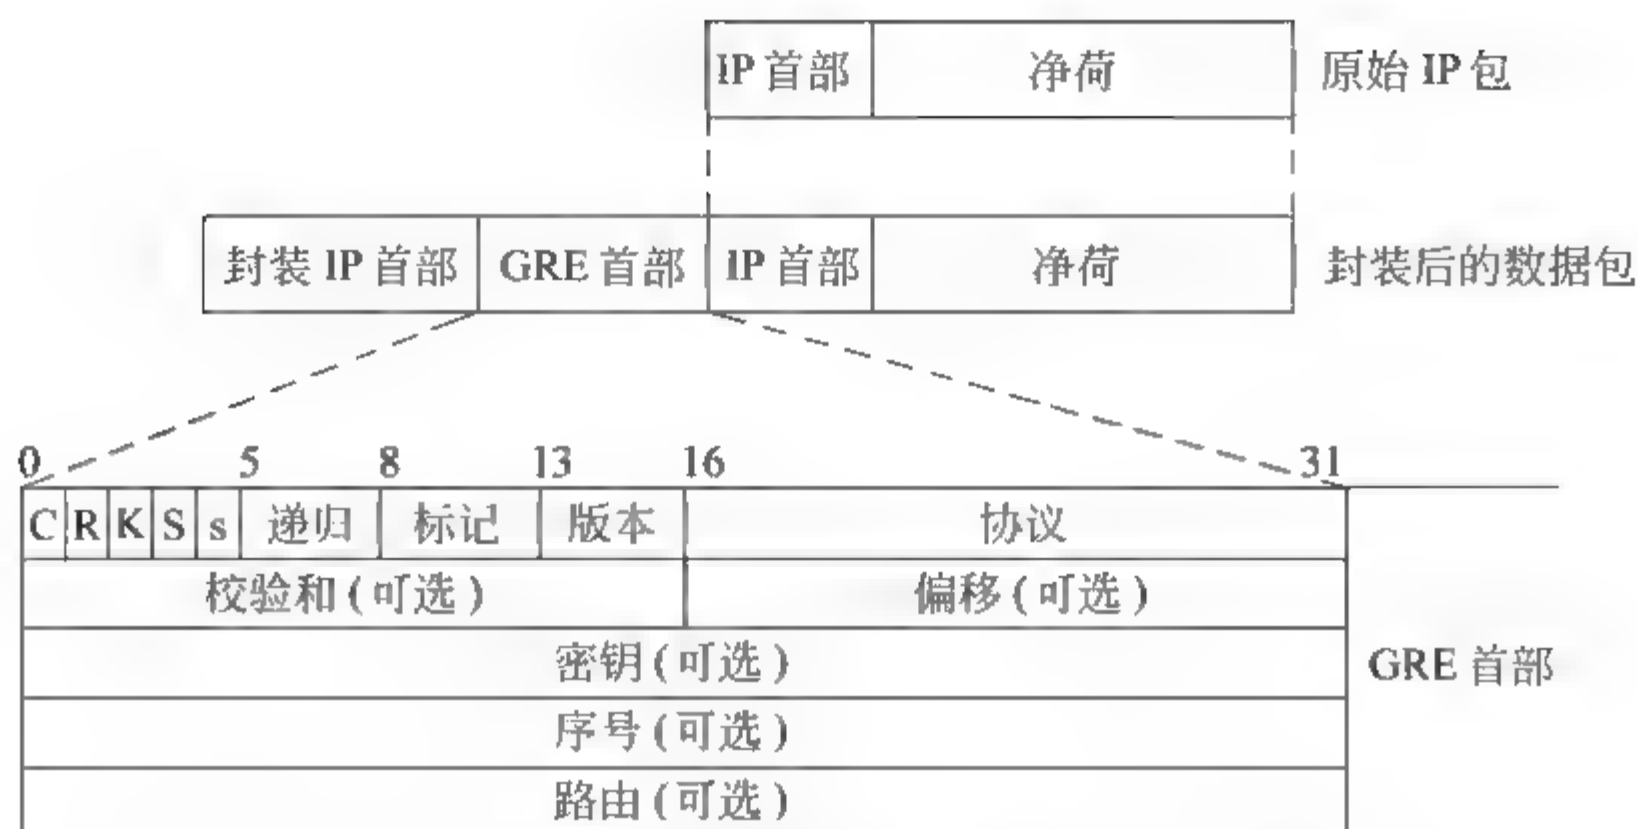 IP 首部 净荷 原始 IP 包
封装 IP 首部 GRE 首部 IP 首部 净荷 封装后的数据包
0 5 8 13 16 31
C R K S s 递归 标记 版本 协议
校验和(可选) 偏移(可选)
密钥(可选) GRE 首部
序号(可选)
路由(可选)